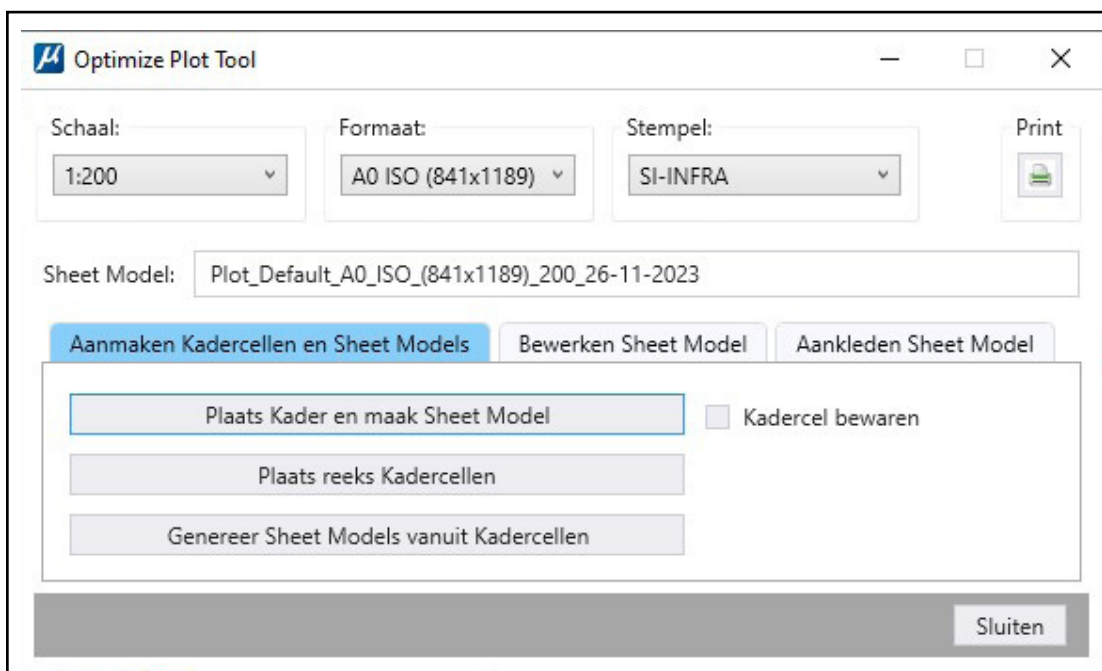 Optimize Plot Tool
Schaal: Formaat: Stempel: Print
1:200 A0 ISO (841x1189) SI-INFRA
Sheet Model: Plot_Default_A0_ISO_(841x1189)_200_26-11-2023
Aanmaken Kadercellen en Sheet Models Bewerken Sheet Model Aankleden Sheet Model
Plaats Kader en maak Sheet Model Kadercel bewaren
Plaats reeks Kadercellen
Genereer Sheet Models vanuit Kadercellen
Sluiten